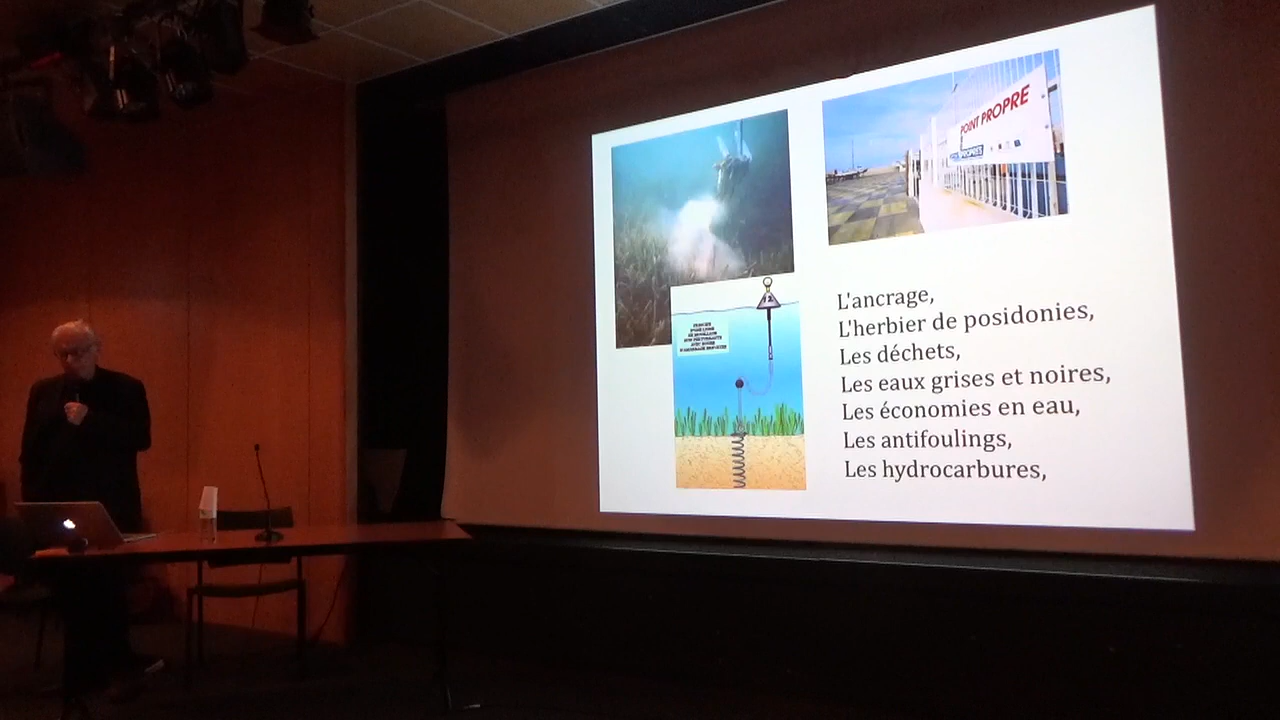 POINT PROPRE
L'ancrage,
L'herbier de posidonies,
Les déchets,
Les eaux grises et noires,
Les économies en eau,
Les antifoulings,
Les hydrocarbures,